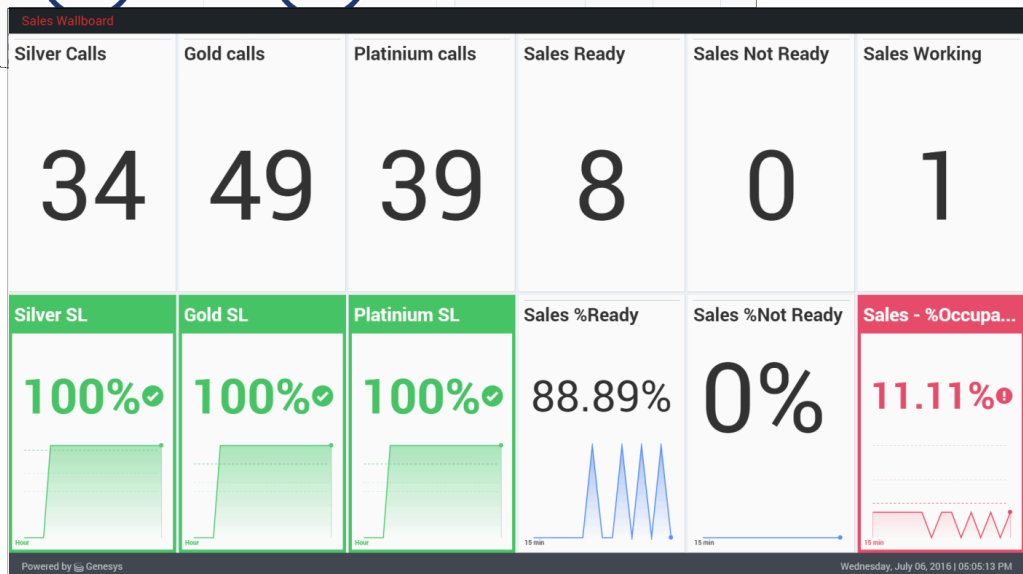 Sales Wallboard
Silver Calls
Gold calls
Platinium calls
Sales Ready
Sales Not Ready
Sales Working
34
49
39
8
0
1
Silver SL
Gold SL
Platinium SL
Sales %Ready
Sales %Not Ready
Sales - %Occupa...
100%
100%
100%
88.89%
0%
11.11%
Hour
Hour
Hour
15 min
15 min
15 min
Powered by Genesys
Wednesday, July 06, 2016 | 05:05:13 PM